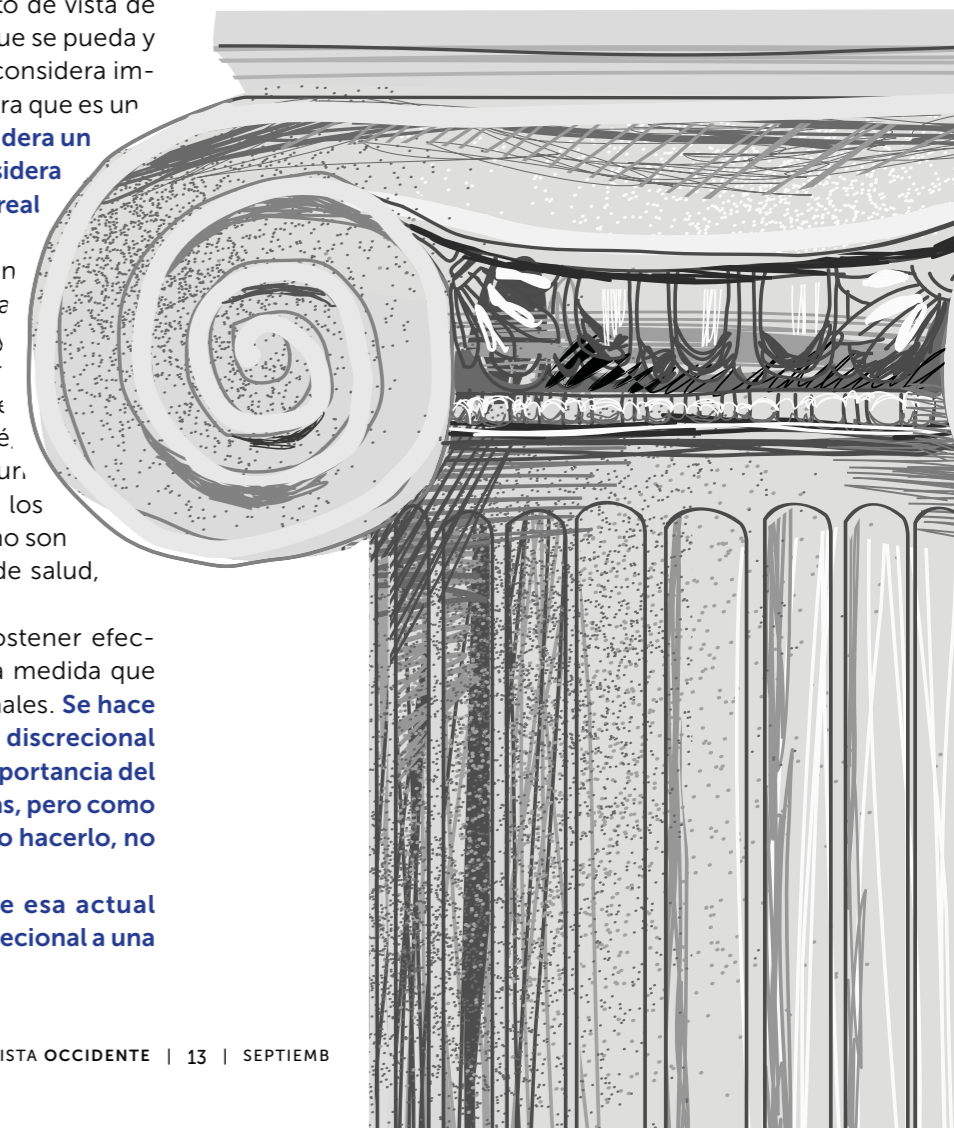 to de vista de
ue se pueda y
considera im-
ra que es un
dera un
sidera
real
n
a
é
ur
los
no son
de salud,
ostener efec-
a medida que
ales. Se hace
discrecional
portancia del
as, pero como
o hacerlo, no
e esa actual
ecional a una
ISTA OCCIDENTE | 13 | SEPTIEMB